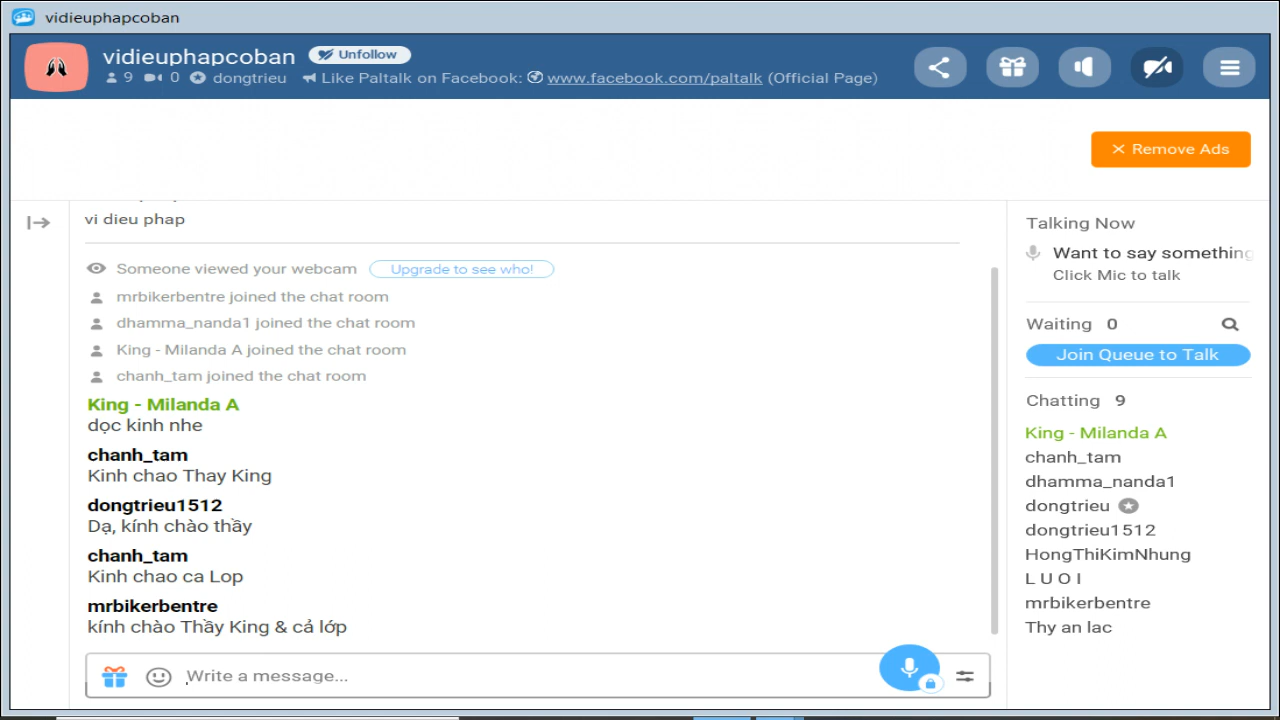 vidieuphapcoban
vidieuphapcoban Unfollow
9 0 dongtrieu Like Paltalk on Facebook: www.facebook.com/paltalk (Official Page)
Remove Ads
vi dieu phap
Someone viewed your webcam Upgrade to see who!
mrbikerbentre joined the chat room
dhamma_nanda1 joined the chat room
King - Milanda A joined the chat room
chanh_tam joined the chat room
King - Milanda A
dọc kinh nhe
chanh_tam
Kinh chao Thay King
dongtrieu1512
Dạ, kính chào thầy
chanh_tam
Kinh chao ca Lop
mrbikerbentre
kính chào Thầy King & cả lớp
Write a message...
Talking Now
Want to say something
Click Mic to talk
Waiting 0
Join Queue to Talk
Chatting 9
King - Milanda A
chanh_tam
dhamma_nanda1
dongtrieu
dongtrieu1512
HongThiKimNhung
L U O I
mrbikerbentre
Thy an lac